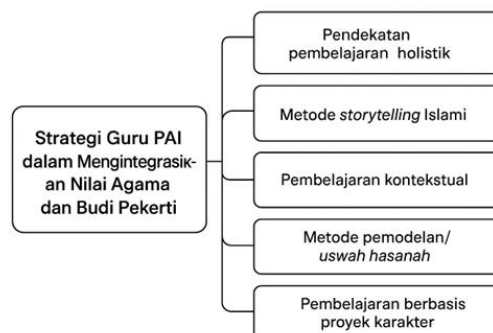 Strategi Guru PAI
dalam Mengintegrasik-
an Nilai Agama
dan Budi Pekerti
Pendekatan
pembelajaran holistik
Metode storytelling Islami
Pembelajaran kontekstual
Metode pemodelan/
uswah hasanah
Pembelajaran berbasis
proyek karakter